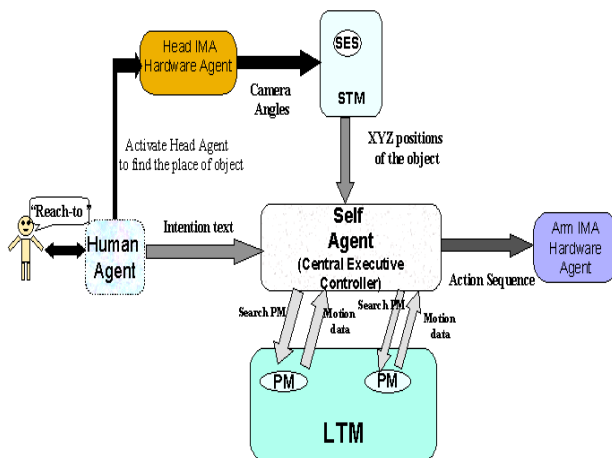 Head IMA
Hardware Agent
SES
STM
Camera
Angles
Activate Head Agent
to find the place of object
XYZ positions
of the object
"Reach-to"
Human
Agent
Intention text
Self
Agent
(Central Executive
Controller)
Action Sequence
Arm IMA
Hardware
Agent
Search PM
Motion
data
Search PM
Motion
data
PM
PM
LTM